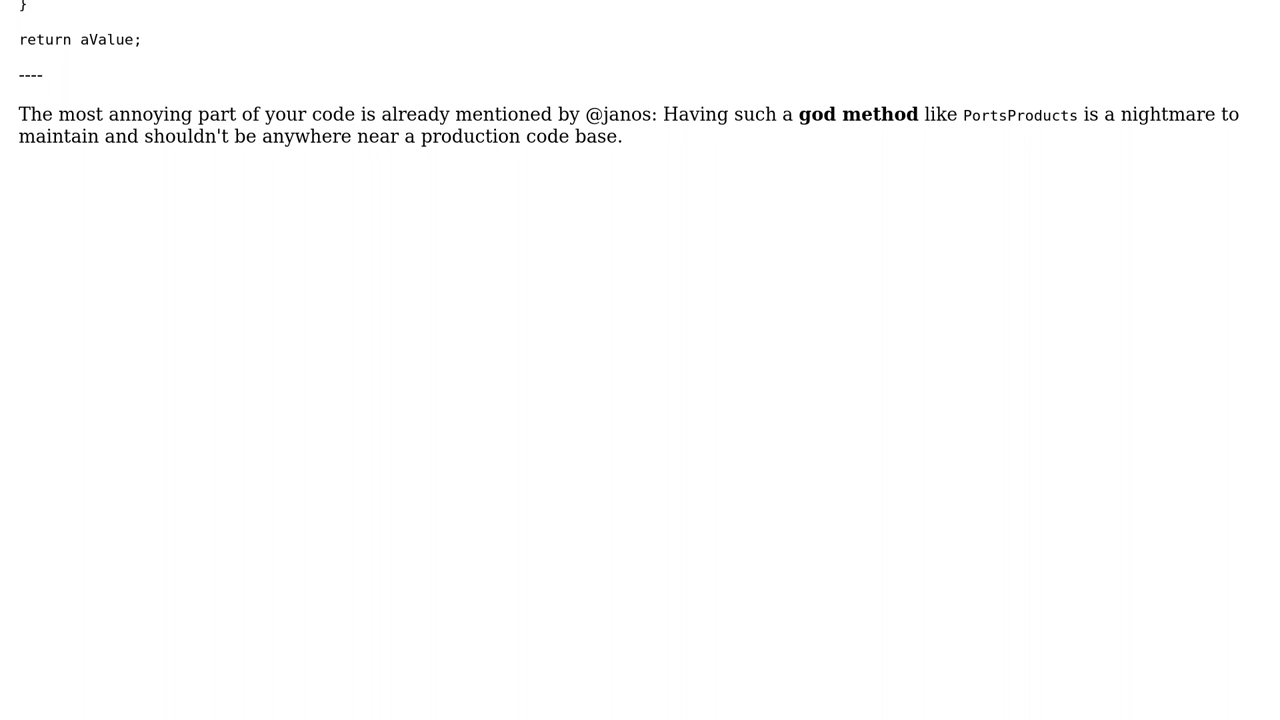 }
return aValue;
----
The most annoying part of your code is already mentioned by @janos: Having such a god method like PortsProducts is a nightmare to
maintain and shouldn't be anywhere near a production code base.